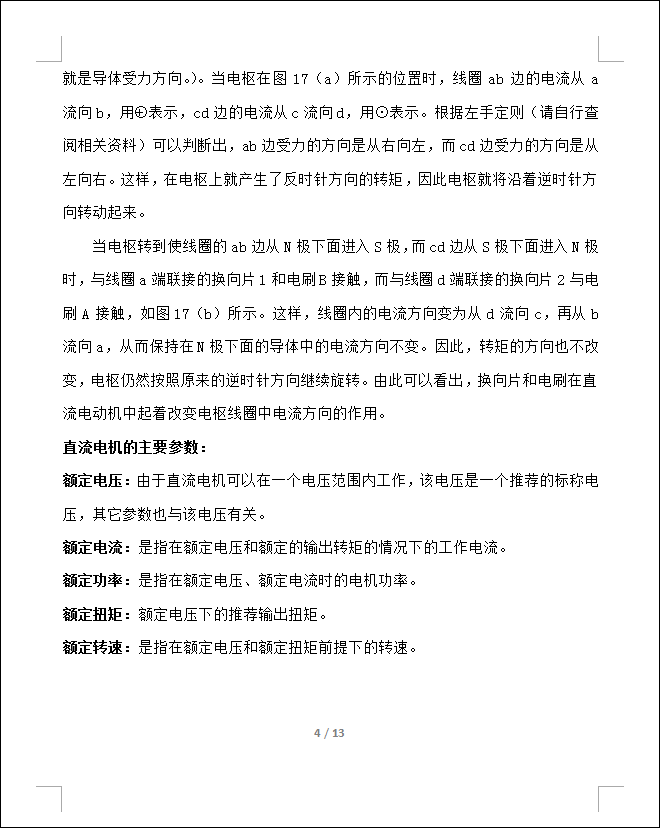 就是导体受力方向。）。当电枢在图 17（a）所示的位置时，线圈 ab 边的电流从 a
流向 b，用⊕表示，cd 边的电流从 c 流向 d，用⊙表示。根据左手定则（请自行查
阅相关资料）可以判断出，ab 边受力的方向是从右向左，而 cd 边受力的方向是从
左向右。这样，在电枢上就产生了反时针方向的转矩，因此电枢就将沿着逆时针方
向转动起来。
当电枢转到使线圈的 ab 边从 N 极下面进入 S 极，而 cd 边从 S 极下面进入 N 极
时，与线圈 a 端联接的换向片 1 和电刷 B 接触，而与线圈 d 端联接的换向片 2 与电
刷 A 接触，如图 17（b）所示。这样，线圈内的电流方向变为从 d 流向 c，再从 b
流向 a，从而保持在 N 极下面的导体中的电流方向不变。因此，转矩的方向也不改
变，电枢仍然按照原来的逆时针方向继续旋转。由此可以看出，换向片和电刷在直
流电动机中起着改变电枢线圈中电流方向的作用。
直流电机的主要参数：
额定电压：由于直流电机可以在一个电压范围内工作，该电压是一个推荐的标称电
压，其它参数也与该电压有关。
额定电流：是指在额定电压和额定的输出转矩的情况下的工作电流。
额定功率：是指在额定电压、额定电流时的电机功率。
额定扭矩：额定电压下的推荐输出扭矩。
额定转速：是指在额定电压和额定扭矩前提下的转速。
4 / 13